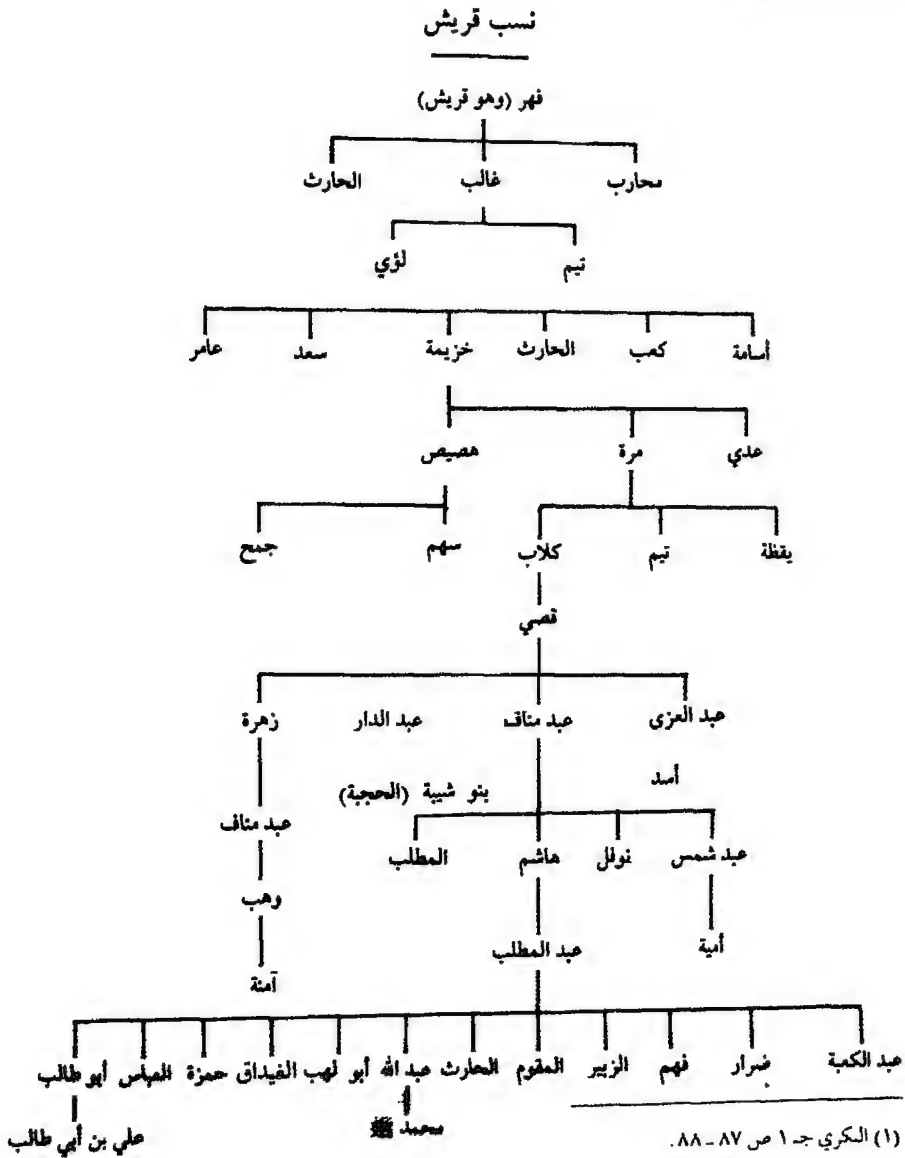 نسب قريش
فهر (وهو قريش)
محارب غالب الحارث
تيم لؤي
أسامة كعب الحارث خزيمة سعد عامر
عدي مرة هصيص
يقظة تيم كلاب سهم جمح
قصي
عبد العزى عبد مناف عبد الدار زهرة
أسد بنو شيبة (الحجبة)
عبد مناف
عبد شمس نوفل هاشم المطلب
وهب
أمية عبد المطلب
آمنة
عبد الكعبة ضرار فهم الزبير المقوم الحارث عبد الله أبو لهب الغيداق حمزة العباس أبو طالب
محمد ﷺ علي بن أبي طالب
(١) البكري جـ ١ ص ٨٧ ـ ٨٨.